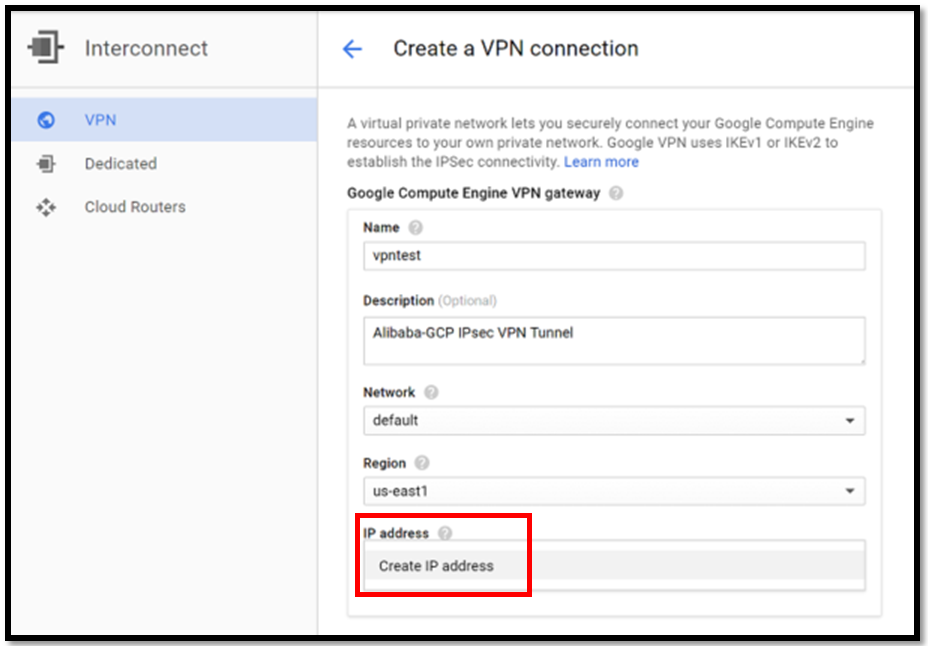 Interconnect
VPN
Dedicated
Cloud Routers
Create a VPN connection
A virtual private network lets you securely connect your Google Compute Engine
resources to your own private network. Google VPN uses IKEv1 or IKEv2 to
establish the IPSec connectivity. Learn more
Google Compute Engine VPN gateway ?
Name ?
vpntest
Description (Optional)
Alibaba-GCP IPsec VPN Tunnel
Network ?
default
Region ?
us-east1
IP address ?
Create IP address